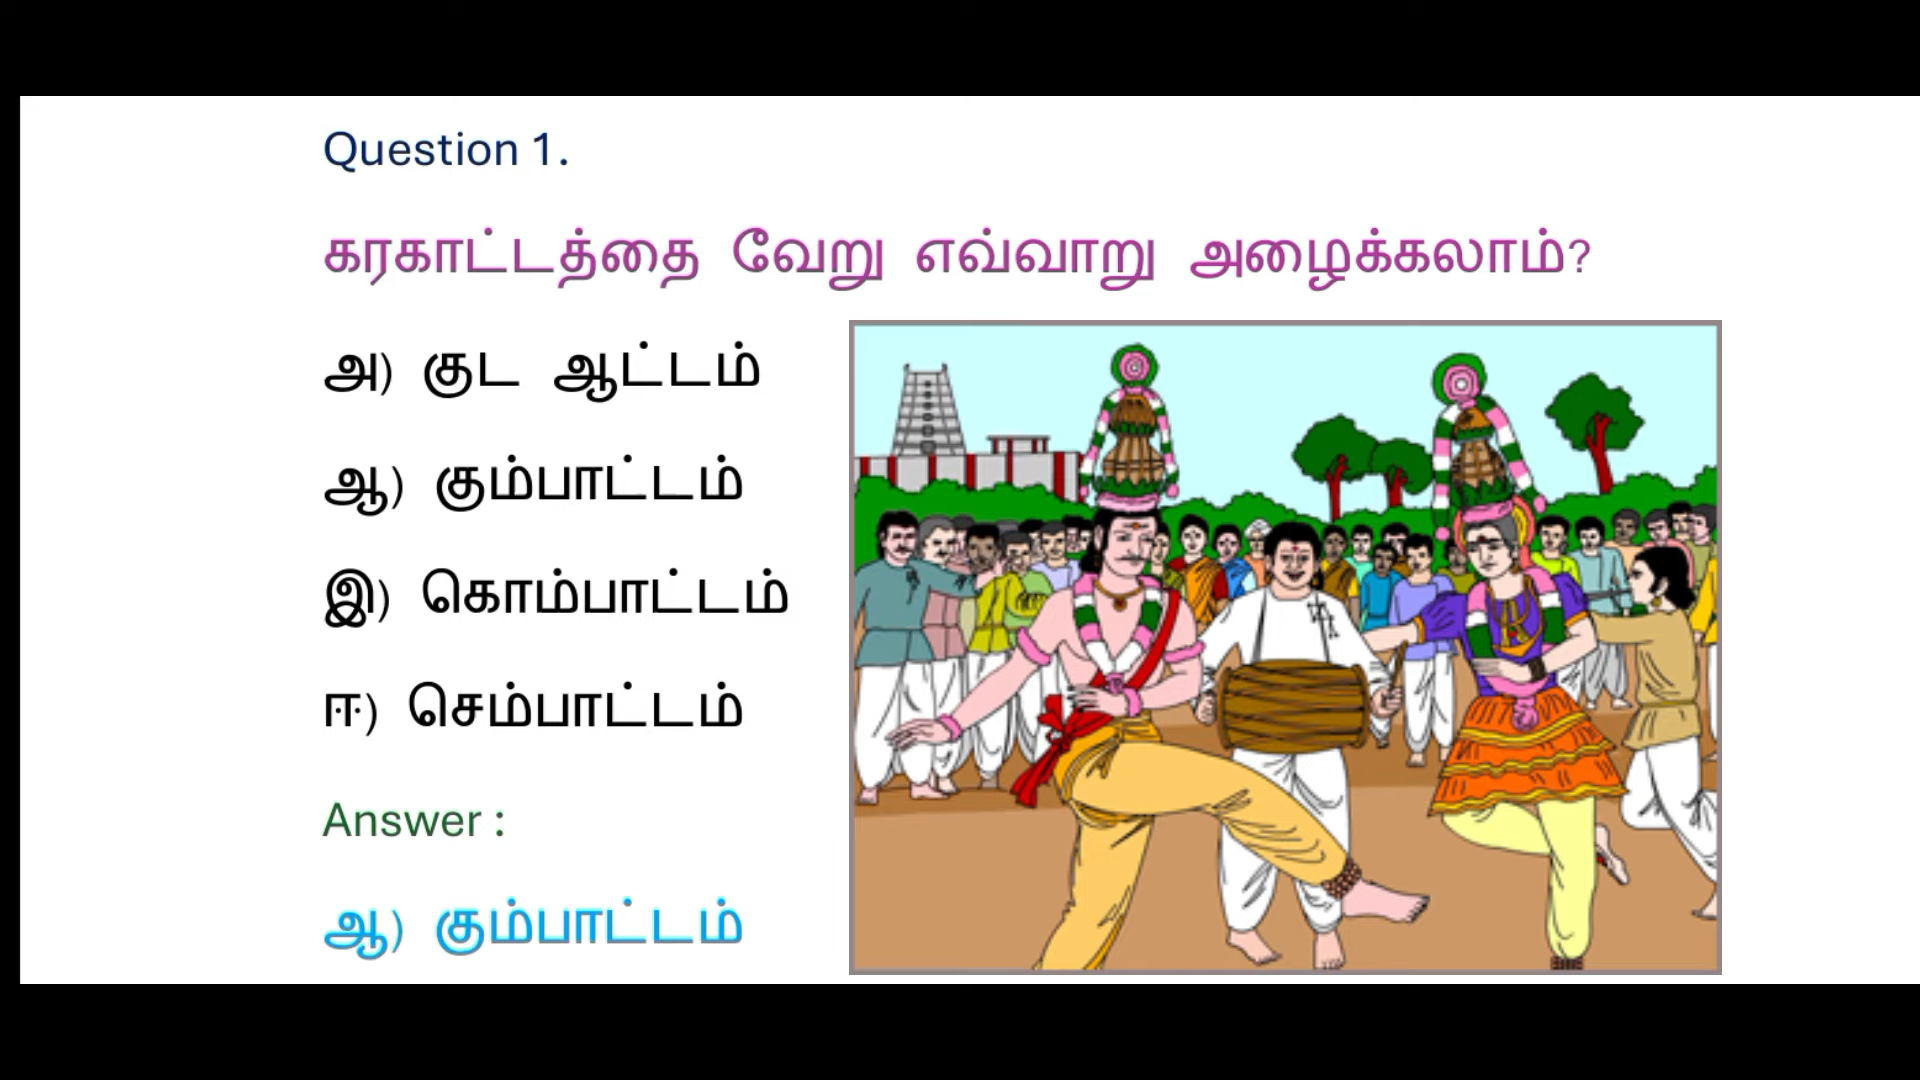 Question 1.
கரகாட்டத்தை வேறு எவ்வாறு அழைக்கலாம்?
அ) குட ஆட்டம்
ஆ) கும்பாட்டம்
இ) கொம்பாட்டம்
ஈ) செம்பாட்டம்
Answer :
ஆ) கும்பாட்டம்